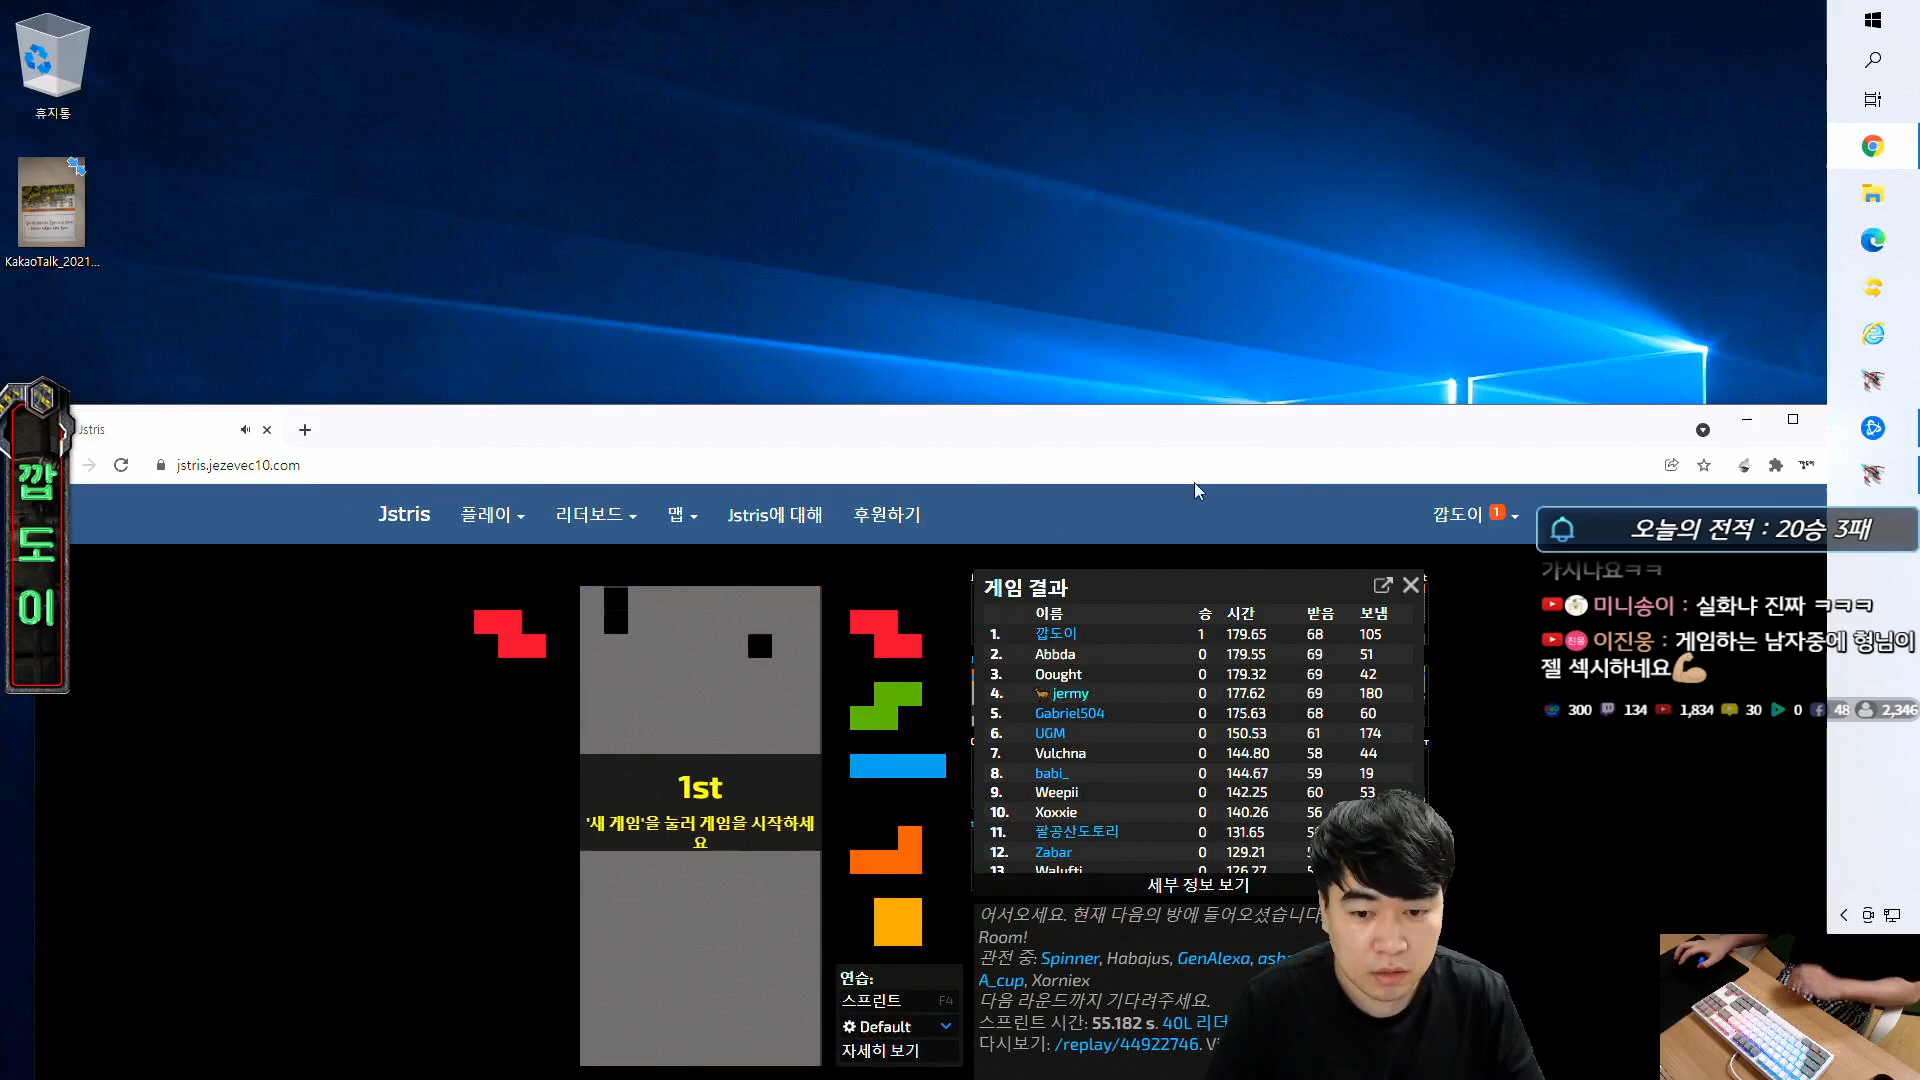 휴지통
KakaoTalk_2021...
깝도이
Jstris
jstris.jezevec10.com
Jstris
플레이
리더보드
맵
Jstris에 대해
후원하기
깝도이 1
오늘의 전적 : 20승 3패
가시나요ㅋㅋ
미니송이 : 실화냐 진짜 ㅋㅋㅋ
이진웅 : 게임하는 남자중에 형님이
젤 섹시하네요
300 134 1,834 30 0 48 2,346
1st
'새 게임'을 눌러 게임을 시작하세
요
연습:
스프린트 F4
Default
자세히 보기
게임 결과
이름 승 시간 받음 보냄
1. 깝도이 1 179.65 68 105
2. Abbda 0 179.55 69 51
3. Oought 0 179.32 69 42
4. jermy 0 177.62 69 180
5. Gabriel504 0 175.63 68 60
6. UGM 0 150.53 61 174
7. Vulchna 0 144.80 58 44
8. babi_ 0 144.67 59 19
9. Weepii 0 142.25 60 53
10. Xoxxie 0 140.26 56
11. 팔공산도토리 0 131.65
12. Zabar 0 129.21
13. Walufti 0 126.27
세부 정보 보기
어서오세요. 현재 다음의 방에 들어오셨습니다
Room!
관전 중: Spinner, Habajus, GenAlexa,
A_cup, Xorniex
다음 라운드까지 기다려주세요.
스프린트 시간: 55.182 s. 40L 리더
다시보기: /replay/44922746.